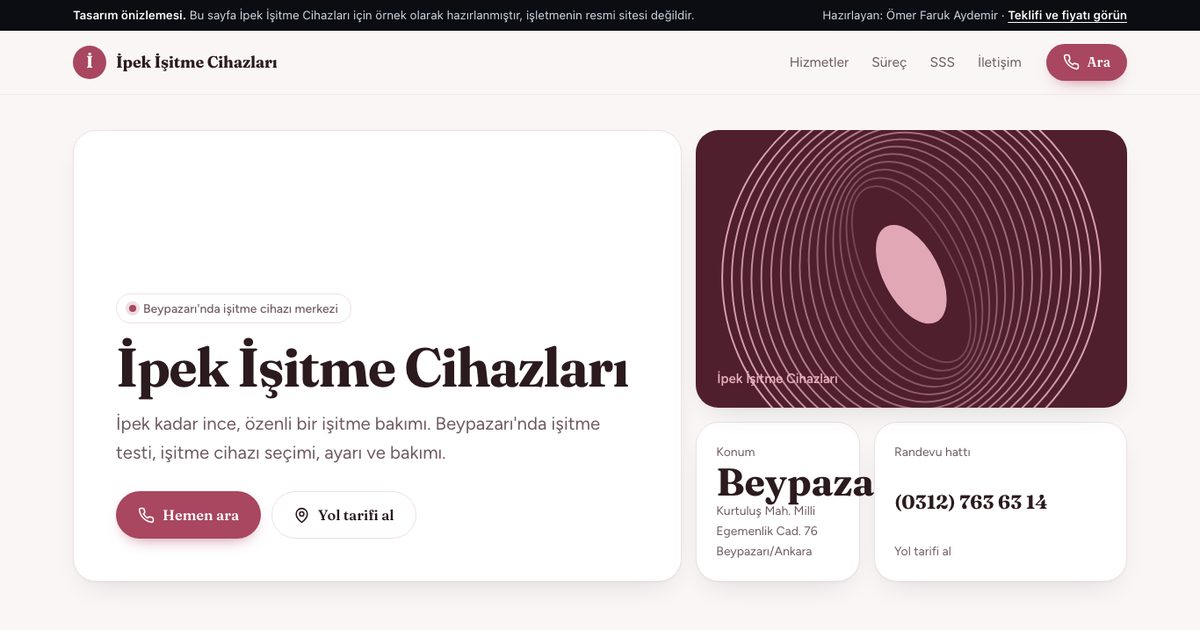 Tasarım önizlemesi. Bu sayfa İpek İşitme Cihazları için örnek olarak hazırlanmıştır, işletmenin resmi sitesi değildir.
Hazırlayan: Ömer Faruk Aydemir · Teklifi ve fiyatı görün
İ
İpek İşitme Cihazları
Hizmetler
Süreç
SSS
İletişim
Ara
Beypazarı'nda işitme cihazı merkezi
İpek İşitme Cihazları
İpek kadar ince, özenli bir işitme bakımı. Beypazarı'nda işitme
testi, işitme cihazı seçimi, ayarı ve bakımı.
Hemen ara
Yol tarifi al
İpek İşitme Cihazları
Konum
Beypaza
Kurtuluş Mah. Milli
Egemenlik Cad. 76
Beypazarı/Ankara
Randevu hattı
(0312) 763 63 14
Yol tarifi al